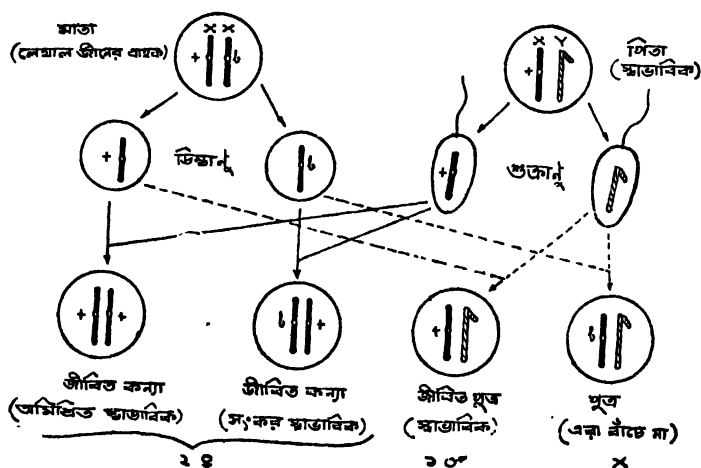 মাতা
(লেথাল জীনের বাহক)
X X
+ l
X Y
+
পিতা
(স্বাভাবিক)
+
ডিম্বাণু
l
+
শুক্রাণু
+ +
l +
+
l
জীবিত কন্যা
(অমিশ্রিত স্বাভাবিক)
জীবিত কন্যা
(সংকর স্বাভাবিক)
জীবিত পুত্র
(স্বাভাবিক)
পুত্র
(এরা বাঁচে না)
২ ♀
১ ♂
X